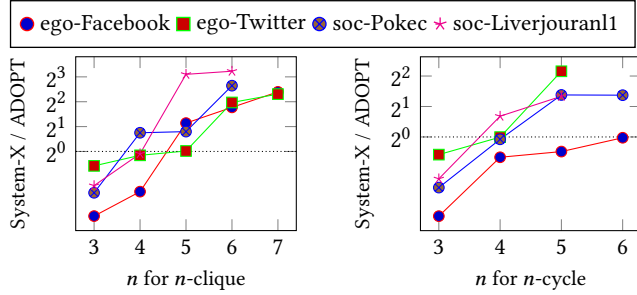 ego-Facebook ego-Twitter soc-Pokec soc-Liverjouranl1
System-X / ADOPT
2^3
2^2
2^1
2^0
3 4 5 6 7
n for n-clique
System-X / ADOPT
2^2
2^1
2^0
3 4 5 6
n for n-cycle